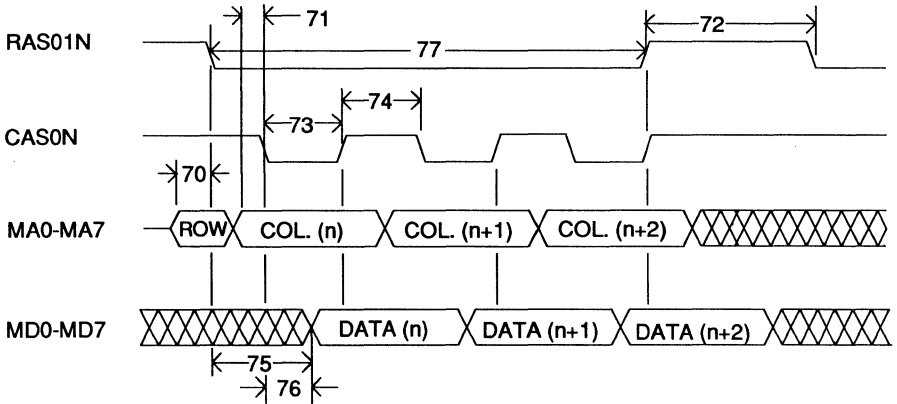 71
72
RAS01N
77
74
CAS0N
73
70
MA0-MA7
ROW
COL. (n)
COL. (n+1)
COL. (n+2)
MD0-MD7
DATA (n)
DATA (n+1)
DATA (n+2)
75
76